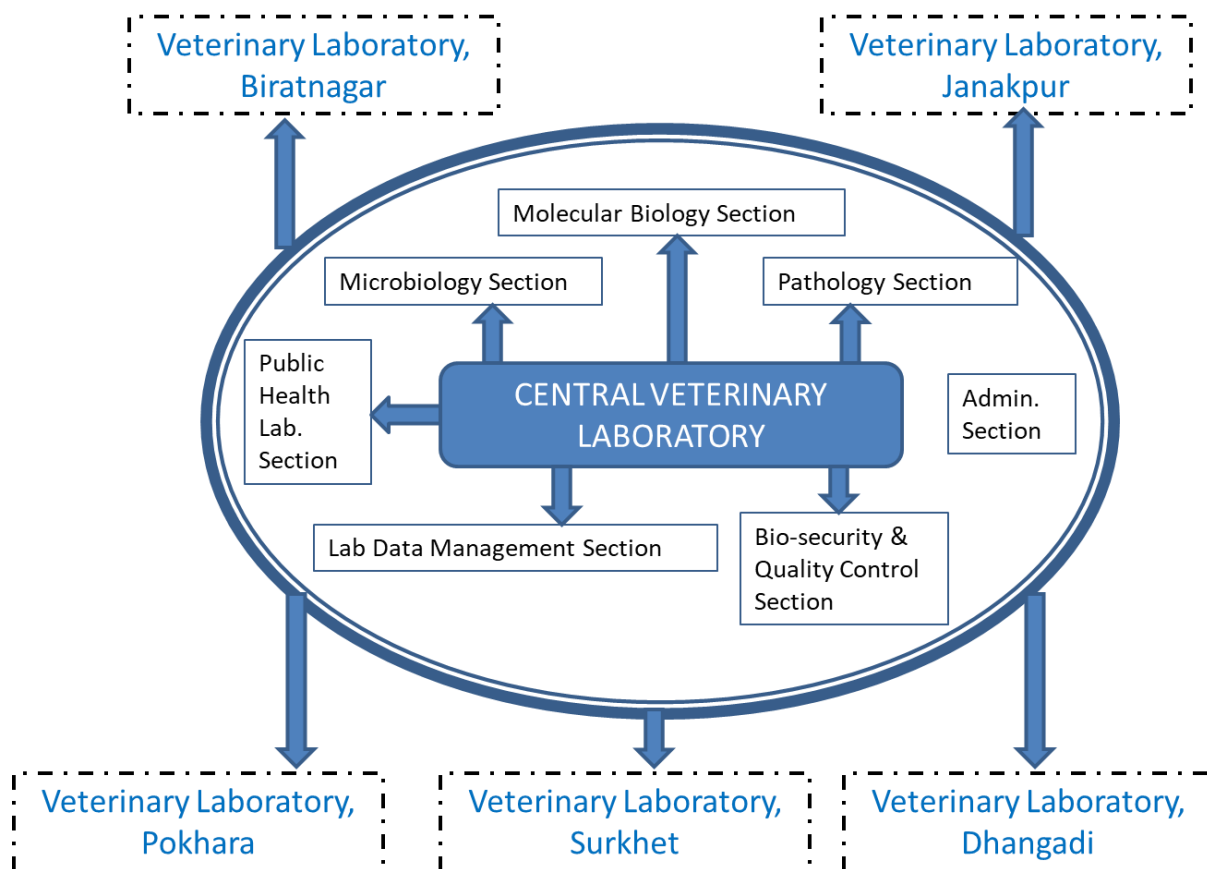 Veterinary Laboratory,
Biratnagar
Veterinary Laboratory,
Janakpur
Molecular Biology Section
Microbiology Section
Pathology Section
Public
Health
Lab.
Section
CENTRAL VETERINARY
LABORATORY
Admin.
Section
Lab Data Management Section
Bio-security &
Quality Control
Section
Veterinary Laboratory,
Pokhara
Veterinary Laboratory,
Surkhet
Veterinary Laboratory,
Dhangadi